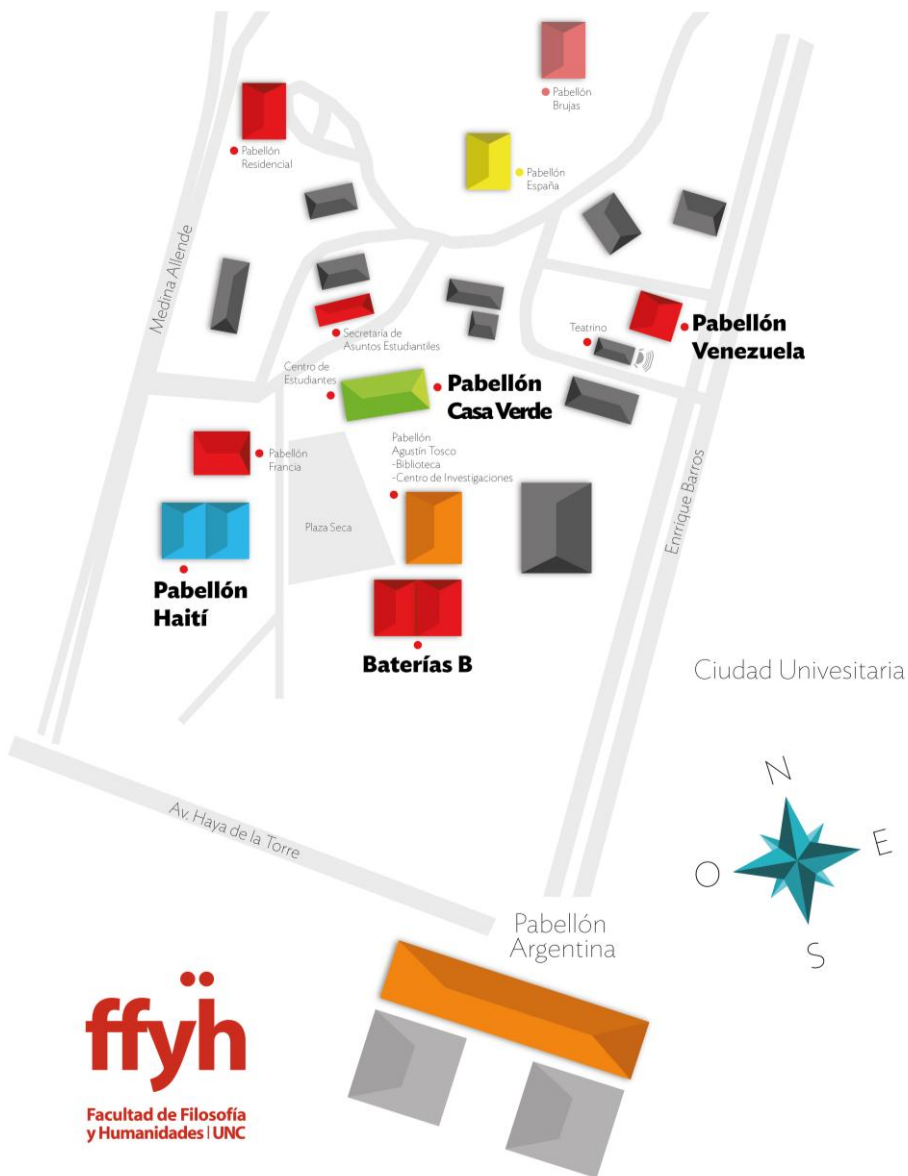 Pabellón
Brujas
Pabellón
Residencial
Pabellón
España
Medina Allende
Pabellón
Venezuela
Teatrino
Secretaría de
Asuntos Estudiantiles
Centro de
Estudiantes
Pabellón
Casa Verde
Pabellón
Francia
Pabellón
Agustín Tosco
-Biblioteca
-Centro de Investigaciones
Plaza Seca
Enrrique Barros
Pabellón
Haití
Baterías B
Ciudad Univesitaria
Av. Haya de la Torre
N
E
O
S
Pabellón
Argentina
ffyh
Facultad de Filosofía
y Humanidades | UNC